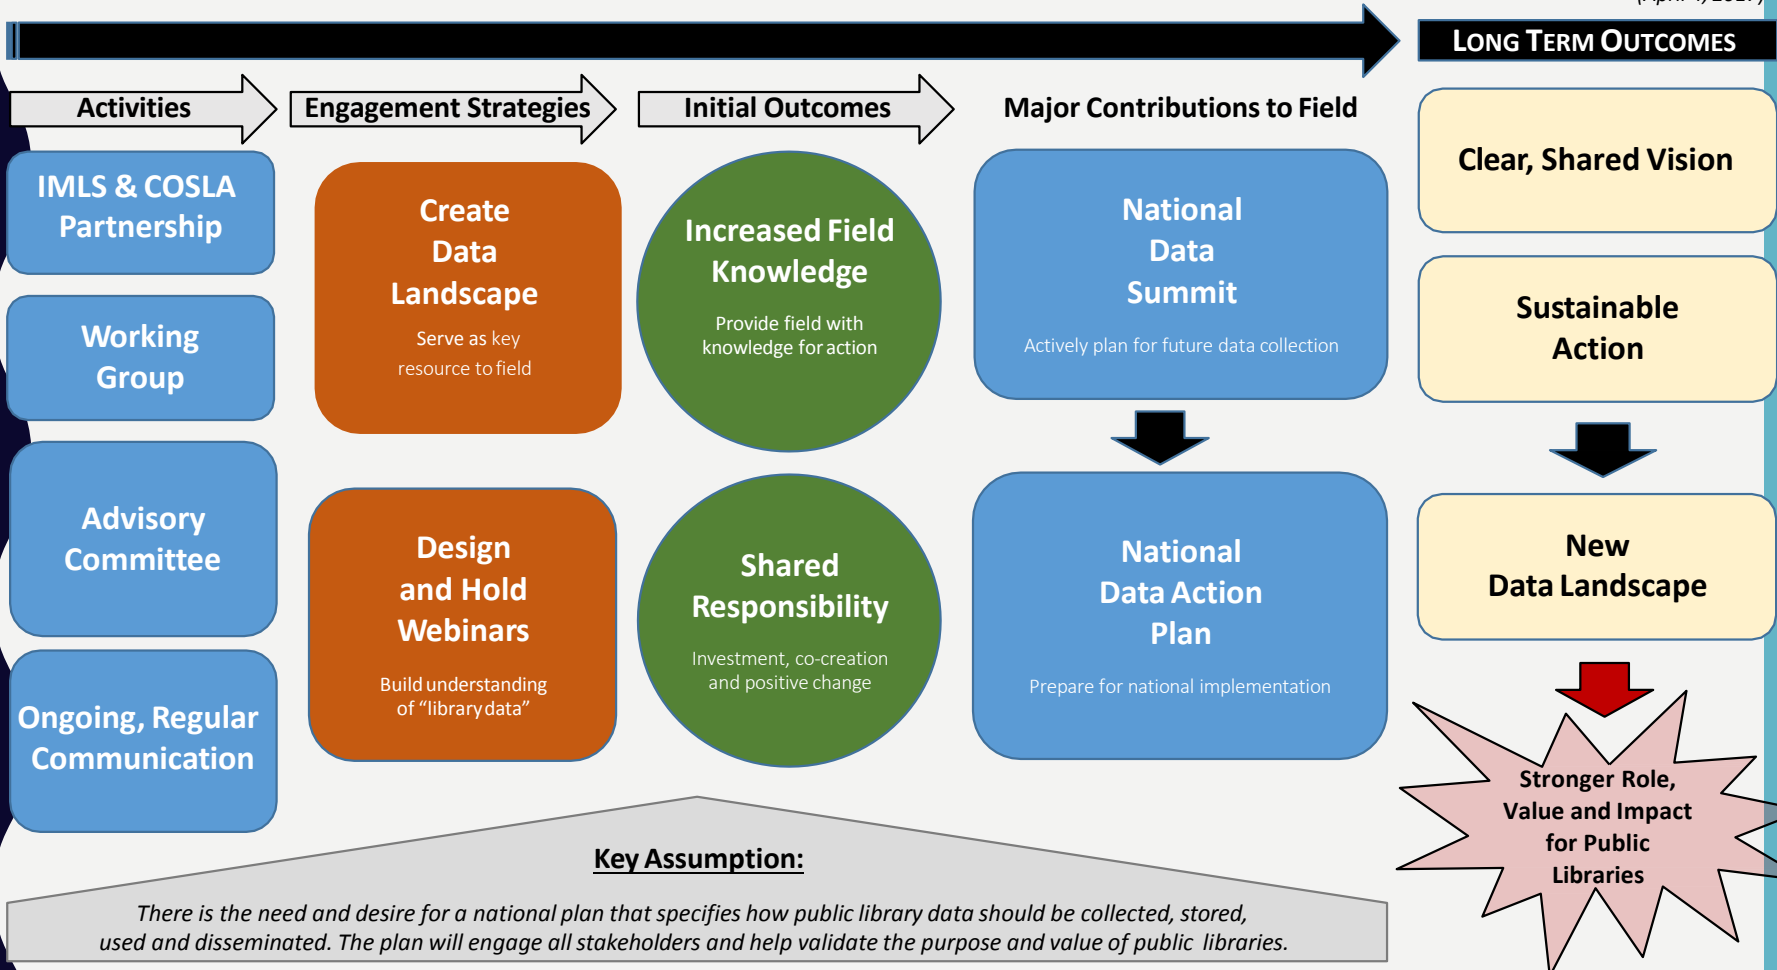 LONG TERM OUTCOMES
Activities
Engagement Strategies
Initial Outcomes
Major Contributions to Field
IMLS & COSLA
Partnership
Working
Group
Advisory
Committee
Ongoing, Regular
Communication
Create
Data
Landscape
Serve as key
resource to field
Design
and Hold
Webinars
Build understanding
of “library data”
Increased Field
Knowledge
Provide field with
knowledge for action
Shared
Responsibility
Investment, co-creation
and positive change
National
Data
Summit
Actively plan for future data collection
National
Data Action
Plan
Prepare for national implementation
Clear, Shared Vision
Sustainable
Action
New
Data Landscape
Stronger Role,
Value and Impact
for Public
Libraries
Key Assumption:
There is the need and desire for a national plan that specifies how public library data should be collected, stored,
used and disseminated. The plan will engage all stakeholders and help validate the purpose and value of public libraries.